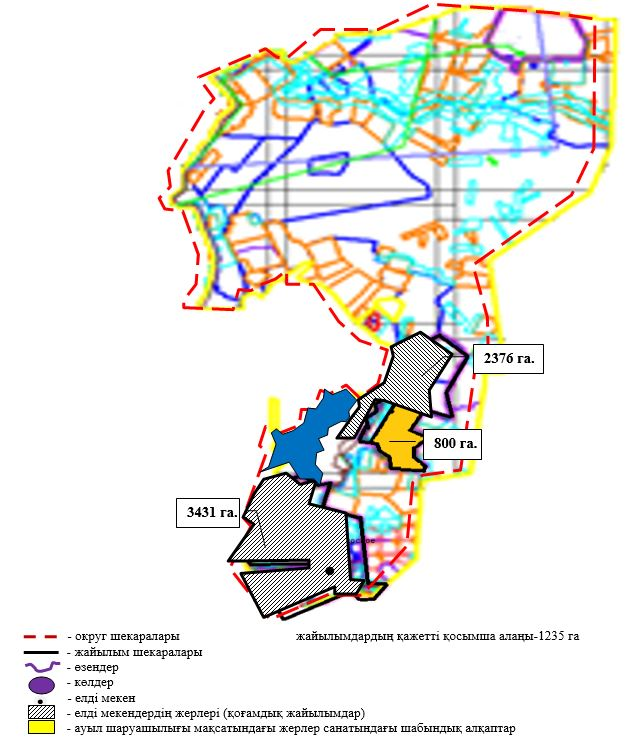 2376 га.
800 га.
3431 га.
- округ шекаралары
жайылымдардың қажетті қосымша алаңы-1235 га
- жайылым шекаралары
- өзендер
- көлдер
- елді мекен
- елді мекендердің жерлері (қоғамдық жайылымдар)
- ауыл шаруашылығы мақсатындағы жерлер санатындағы шабындық алқаптар